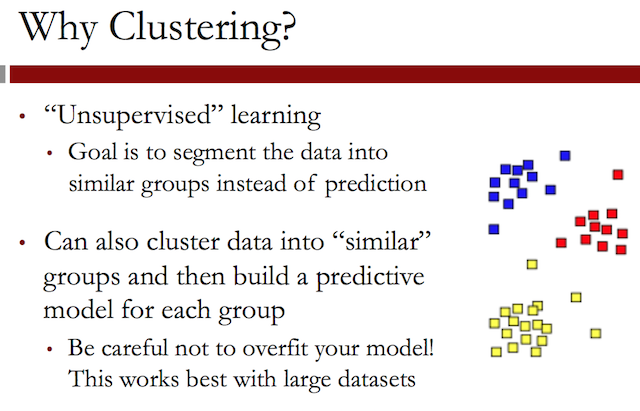 Why Clustering?
• “Unsupervised” learning
• Goal is to segment the data into
similar groups instead of prediction
• Can also cluster data into “similar”
groups and then build a predictive
model for each group
• Be careful not to overfit your model!
This works best with large datasets